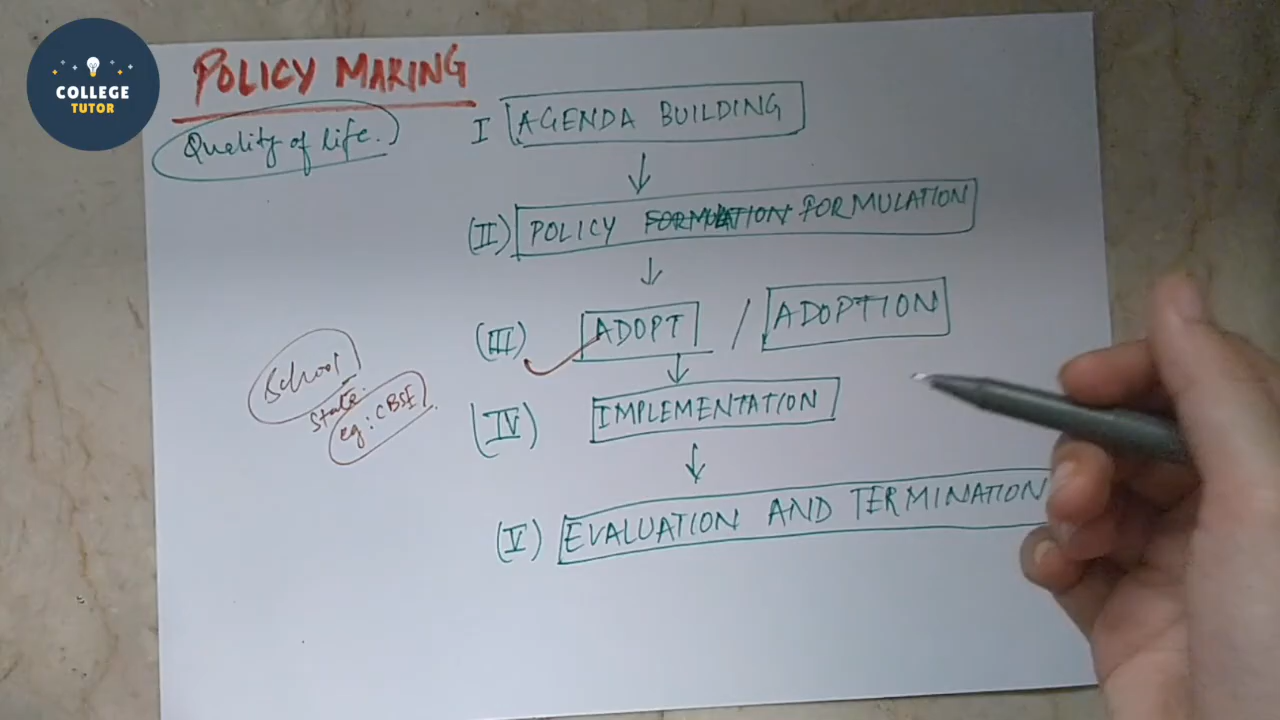 COLLEGE
TUTOR
POLICY MAKING
Quality of life.
I AGENDA BUILDING
(II) POLICY FORMULATION FORMULATION
(III) ADOPT / ADOPTION
School
State.
eg: CBSE
(IV) IMPLEMENTATION
(V) EVALUATION AND TERMINATION